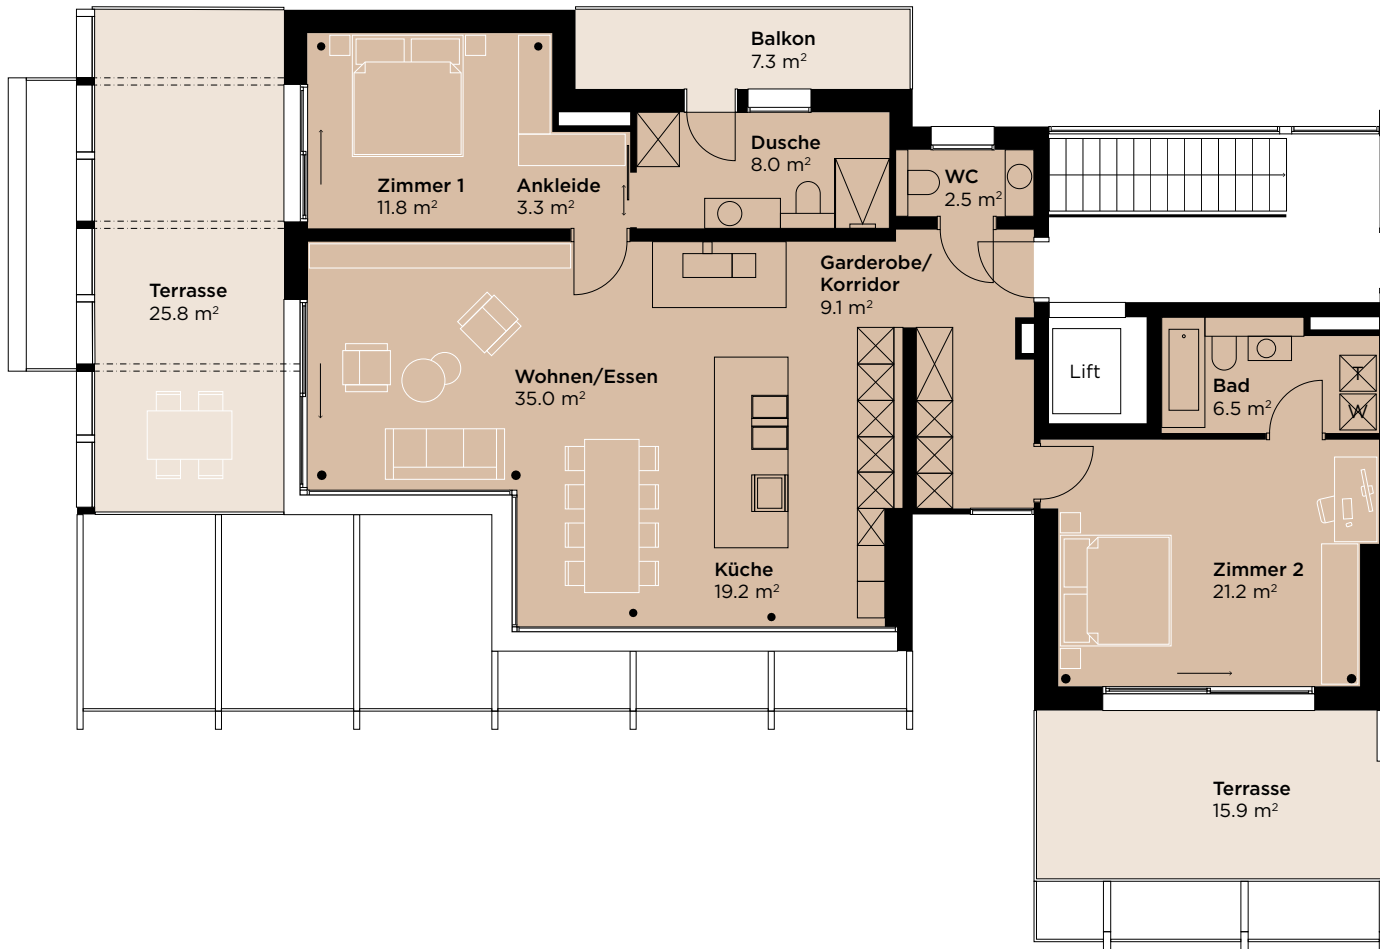 Balkon
7.3 m²
Dusche
8.0 m²
Zimmer 1
11.8 m²
Ankleide
3.3 m²
WC
2.5 m²
Garderobe/
Korridor
9.1 m²
Terrasse
25.8 m²
Wohnen/Essen
35.0 m²
Lift
Bad
6.5 m²
T
W
Küche
19.2 m²
Zimmer 2
21.2 m²
Terrasse
15.9 m²